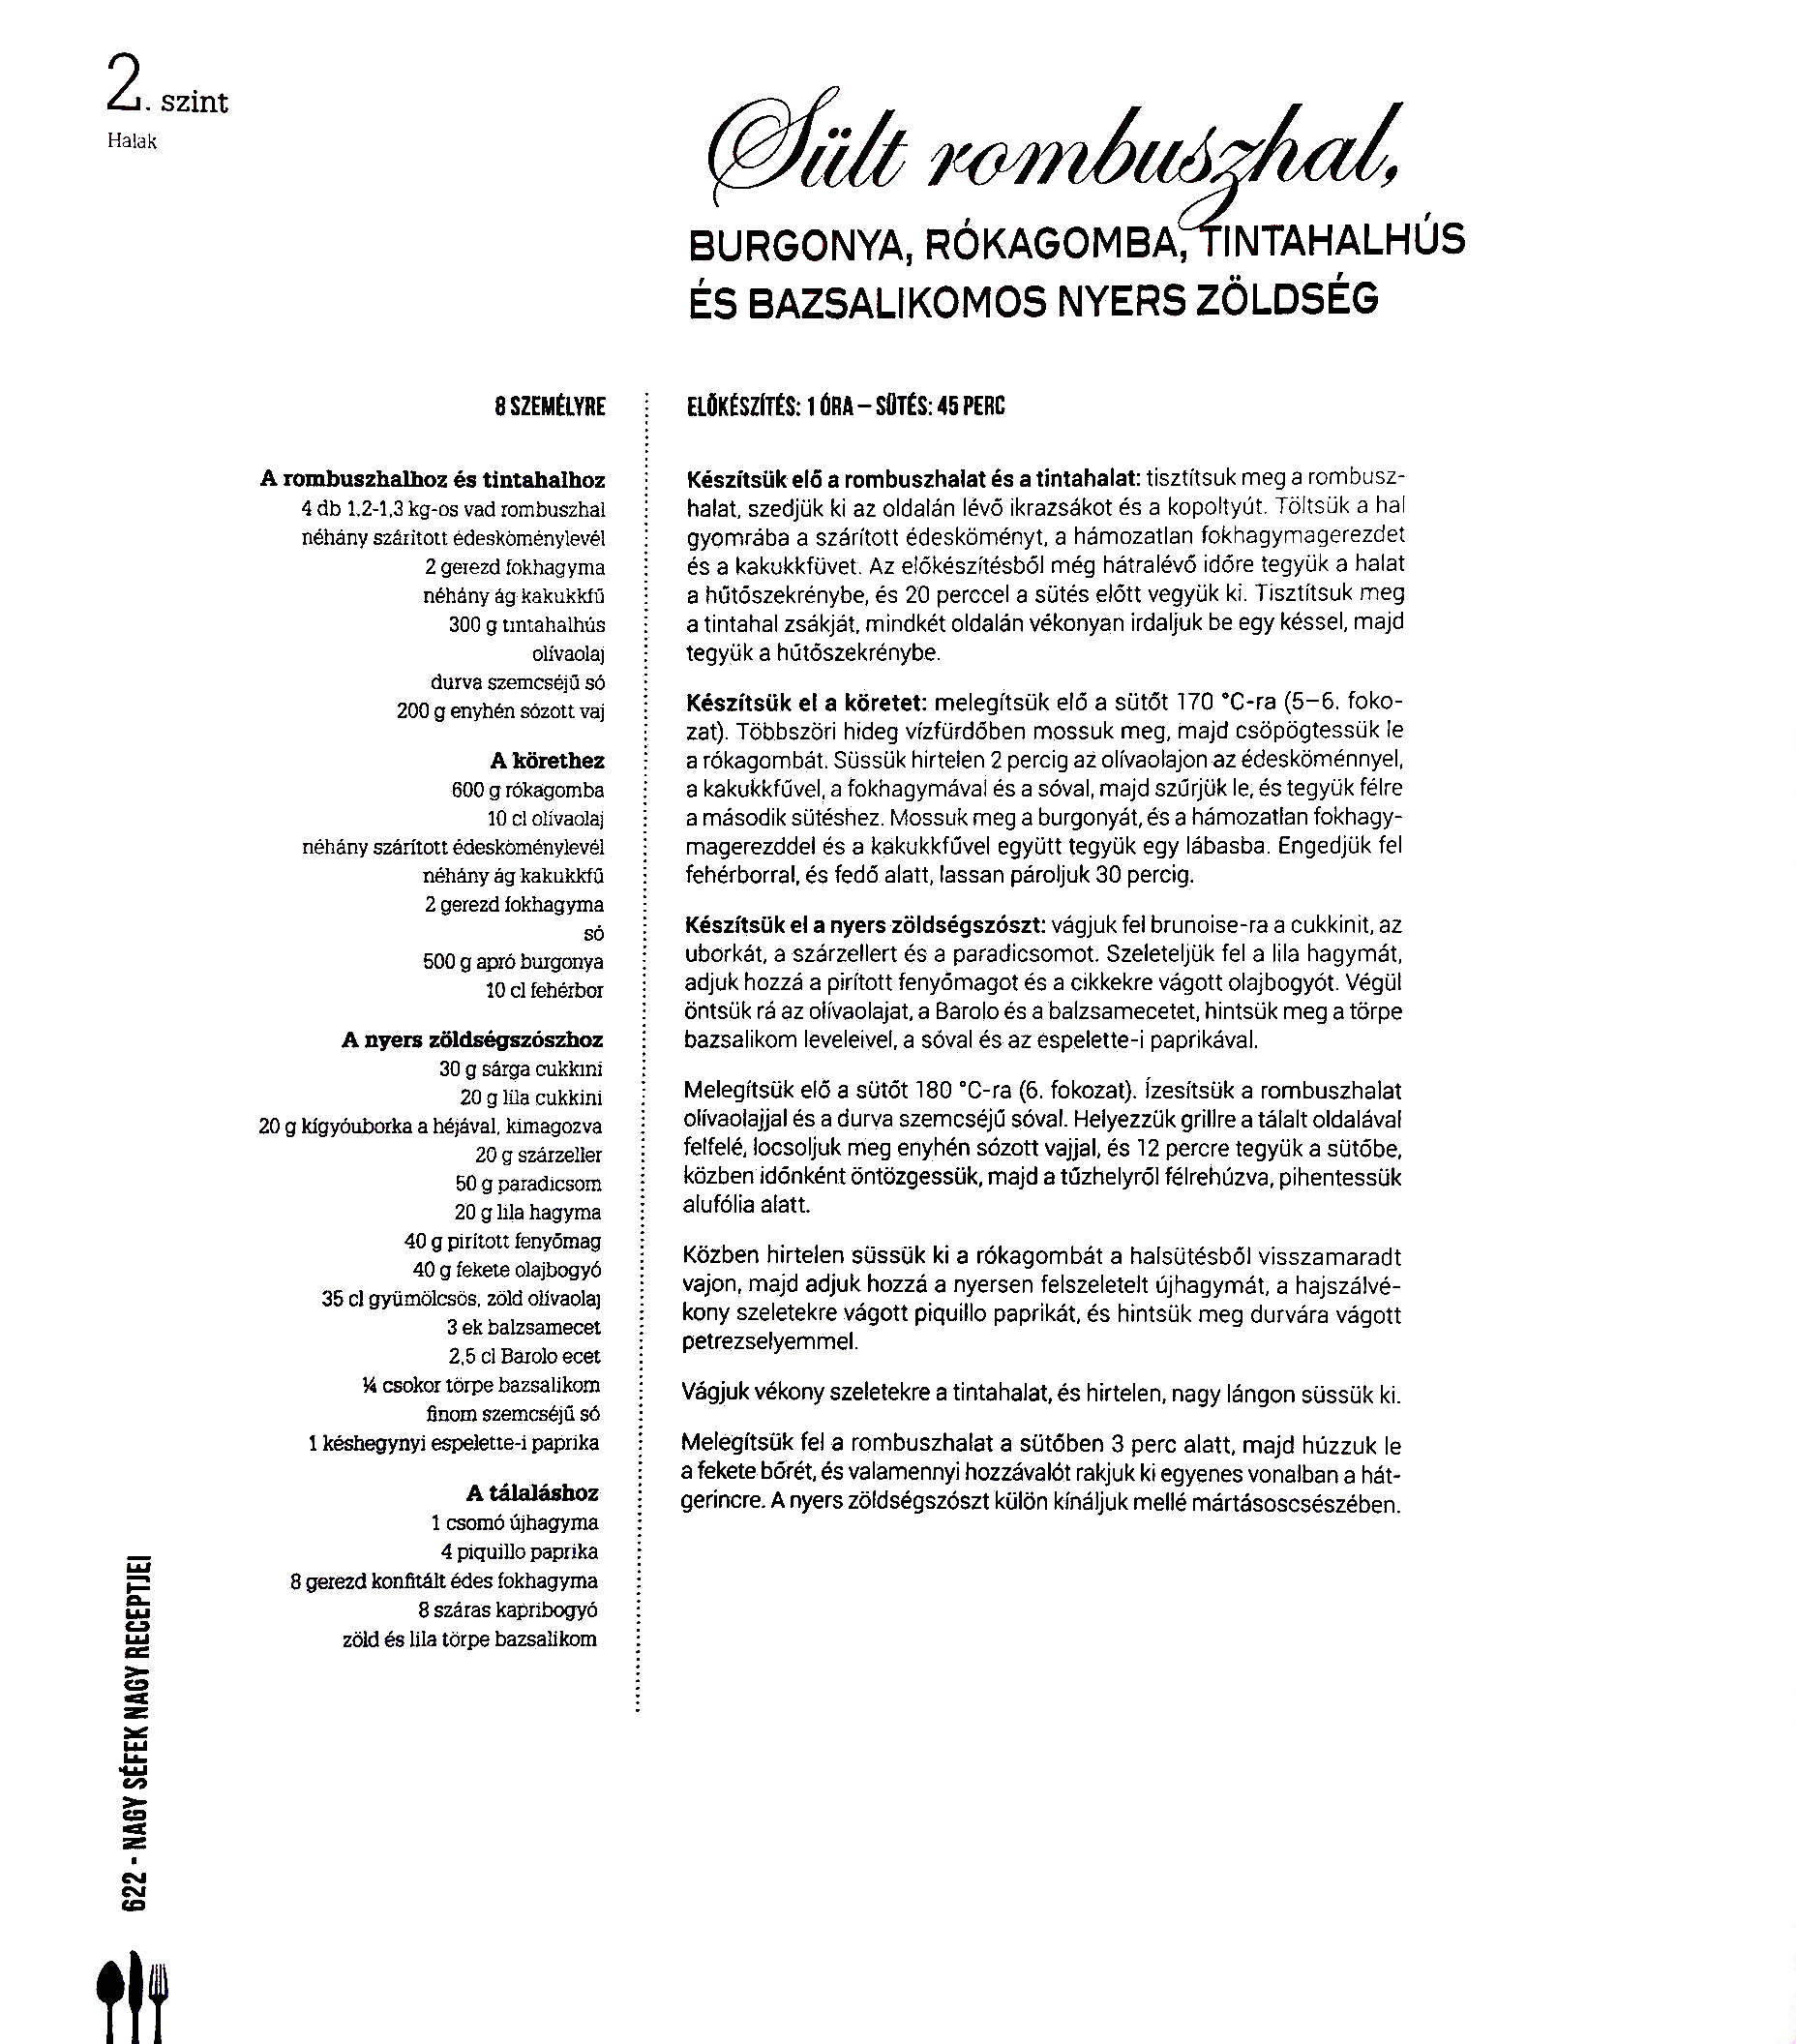 2. szint
Halak
Sült rombuszhal,
BURGONYA, RÓKAGOMBA, TINTAHALHÚS
ÉS BAZSALIKOMOS NYERS ZÖLDSÉG
8 SZEMÉLYRE
A rombuszhalhoz és tintahalhoz
4 db 1,2-1,3 kg-os vad rombuszhal
néhány szárított édesköménylevél
2 gerezd fokhagyma
néhány ág kakukkfű
300 g tintahalhús
olívaolaj
durva szemcséjű só
200 g enyhén sózott vaj
A körethez
600 g rókagomba
10 cl olívaolaj
néhány szárított édesköménylevél
néhány ág kakukkfű
2 gerezd fokhagyma
só
500 g apró burgonya
10 cl fehérbor
A nyers zöldségszószhoz
30 g sárga cukkini
20 g lila cukkini
20 g kígyóuborka a héjával, kimagozva
20 g szárzeller
50 g paradicsom
20 g lila hagyma
40 g pirított fenyőmag
40 g fekete olajbogyó
35 cl gyümölcsös, zöld olívaolaj
3 ek balzsamecet
2,5 cl Barolo ecet
¼ csokor törpe bazsalikom
finom szemcséjű só
1 késhegynyi espelette-i paprika
A tálaláshoz
1 csomó újhagyma
4 piquillo paprika
8 gerezd konfitált édes fokhagyma
8 száras kapribogyó
zöld és lila törpe bazsalikom
ELŐKÉSZÍTÉS: 1 ÓRA – SÜTÉS: 45 PERC
Készítsük elő a rombuszhalat és a tintahalat: tisztítsuk meg a rombusz-
halat, szedjük ki az oldalán lévő ikrazsákot és a kopoltyút. Töltsük a hal
gyomrába a szárított édesköményt, a hámozatlan fokhagymagerezdet
és a kakukkfüvet. Az előkészítésből még hátralévő időre tegyük a halat
a hűtőszekrénybe, és 20 perccel a sütés előtt vegyük ki. Tisztítsuk meg
a tintahal zsákját, mindkét oldalán vékonyan irdaljuk be egy késsel, majd
tegyük a hűtőszekrénybe.
Készítsük el a köretet: melegítsük elő a sütőt 170 °C-ra (5–6. foko-
zat). Többszöri hideg vízfürdőben mossuk meg, majd csöpögtessük le
a rókagombát. Süssük hirtelen 2 percig az olívaolajon az édesköménnyel,
a kakukkfűvel, a fokhagymával és a sóval, majd szűrjük le, és tegyük félre
a második sütéshez. Mossuk meg a burgonyát, és a hámozatlan fokhagy-
magerezddel és a kakukkfűvel együtt tegyük egy lábasba. Engedjük fel
fehérborral, és fedő alatt, lassan pároljuk 30 percig.
Készítsük el a nyers zöldségszószt: vágjuk fel brunoise-ra a cukkinit, az
uborkát, a szárzellert és a paradicsomot. Szeleteljük fel a lila hagymát,
adjuk hozzá a pirított fenyőmagot és a cikkekre vágott olajbogyót. Végül
öntsük rá az olívaolajat, a Barolo és a balzsamecetet, hintsük meg a törpe
bazsalikom leveleivel, a sóval és az espelette-i paprikával.
Melegítsük elő a sütőt 180 °C-ra (6. fokozat). Ízesítsük a rombuszhalat
olívaolajjal és a durva szemcséjű sóval. Helyezzük grillre a tálalt oldalával
felfelé, locsoljuk meg enyhén sózott vajjal, és 12 percre tegyük a sütőbe,
közben időnként öntözgessük, majd a tűzhelyről félrehúzva, pihentessük
alufólia alatt.
Közben hirtelen süssük ki a rókagombát a halsütésből visszamaradt
vajon, majd adjuk hozzá a nyersen felszeletelt újhagymát, a hajszálvé-
kony szeletekre vágott piquillo paprikát, és hintsük meg durvára vágott
petrezselyemmel.
Vágjuk vékony szeletekre a tintahalat, és hirtelen, nagy lángon süssük ki.
Melegítsük fel a rombuszhalat a sütőben 3 perc alatt, majd húzzuk le
a fekete bőrét, és valamennyi hozzávalót rakjuk ki egyenes vonalban a hát-
gerincre. A nyers zöldségszószt külön kínáljuk mellé mártásoscsészében.
622 - NAGY SÉFEK NAGY RECEPTJEI